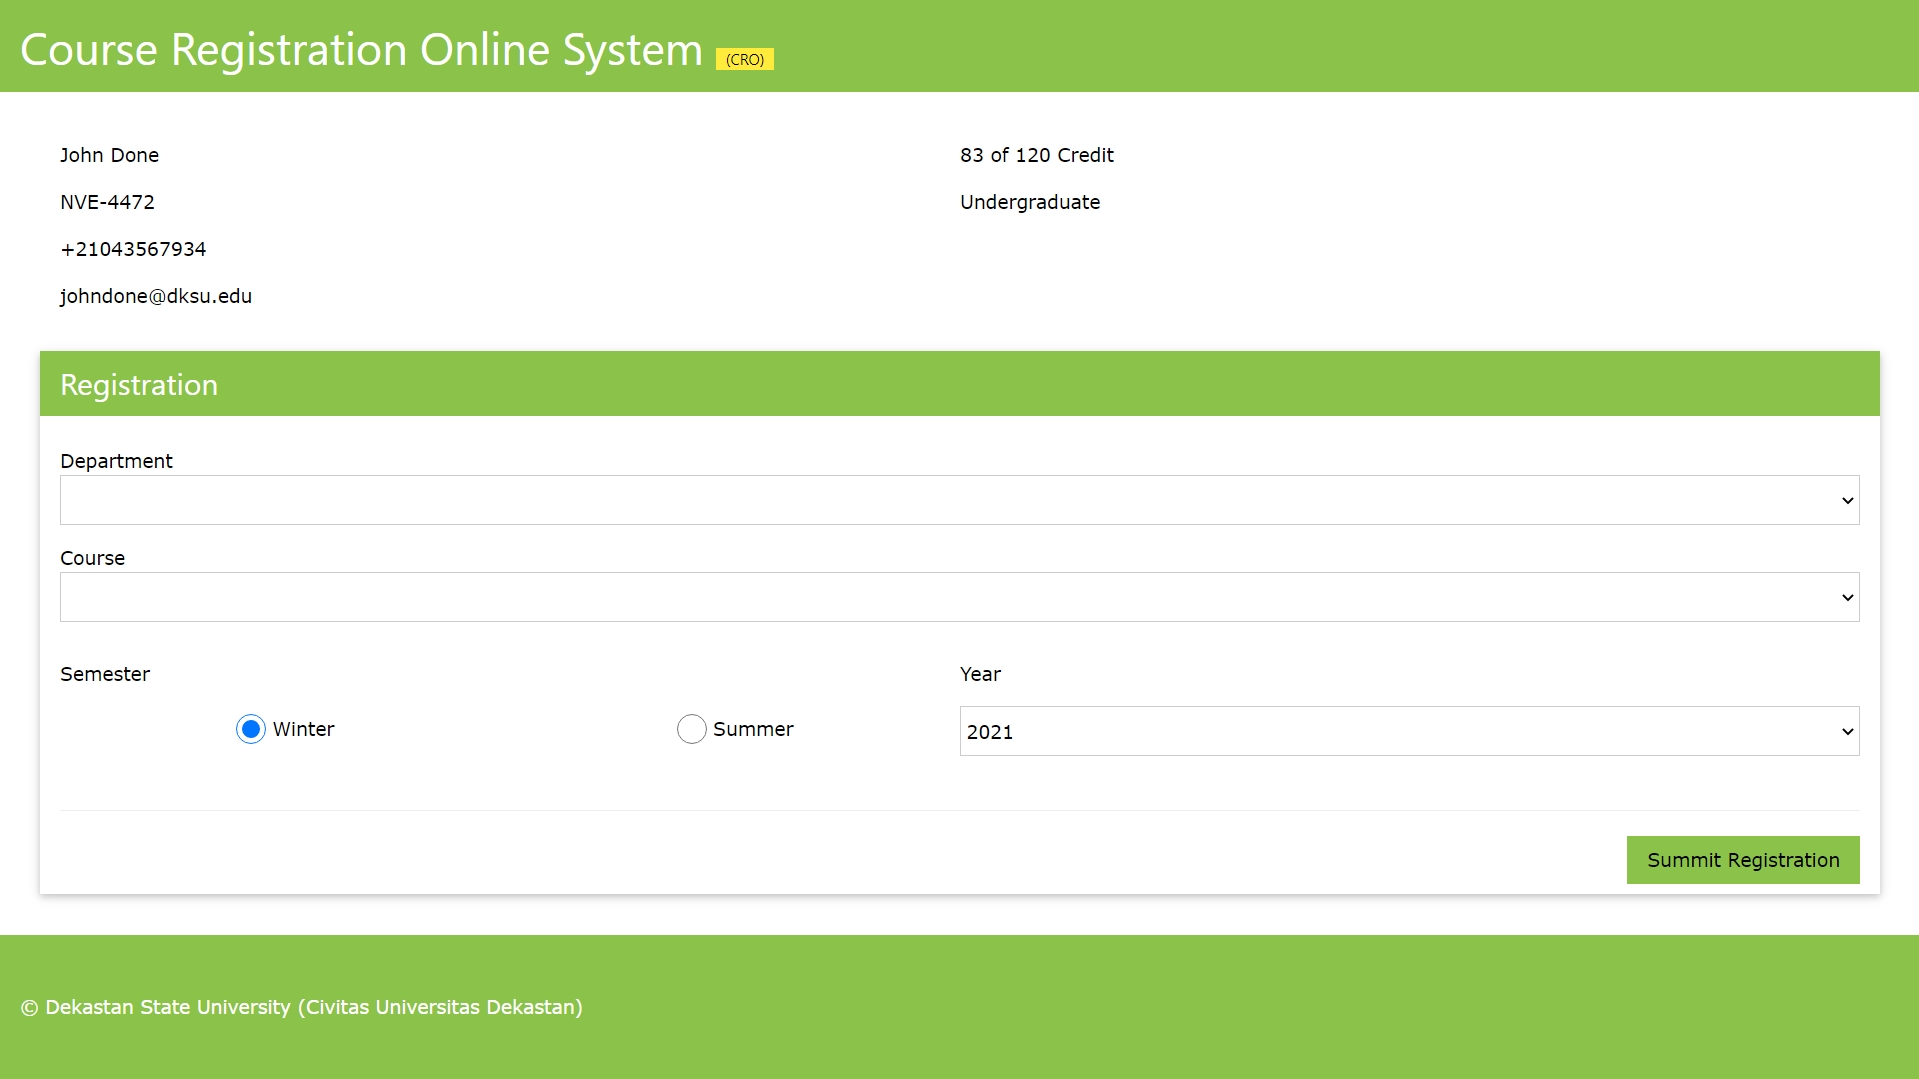 Course Registration Online System (CRO)
John Done
NVE-4472
+21043567934
johndone@dksu.edu
83 of 120 Credit
Undergraduate
Registration
Department
Course
Semester
Winter
Summer
Year
2021
Summit Registration
© Dekastan State University (Civitas Universitas Dekastan)